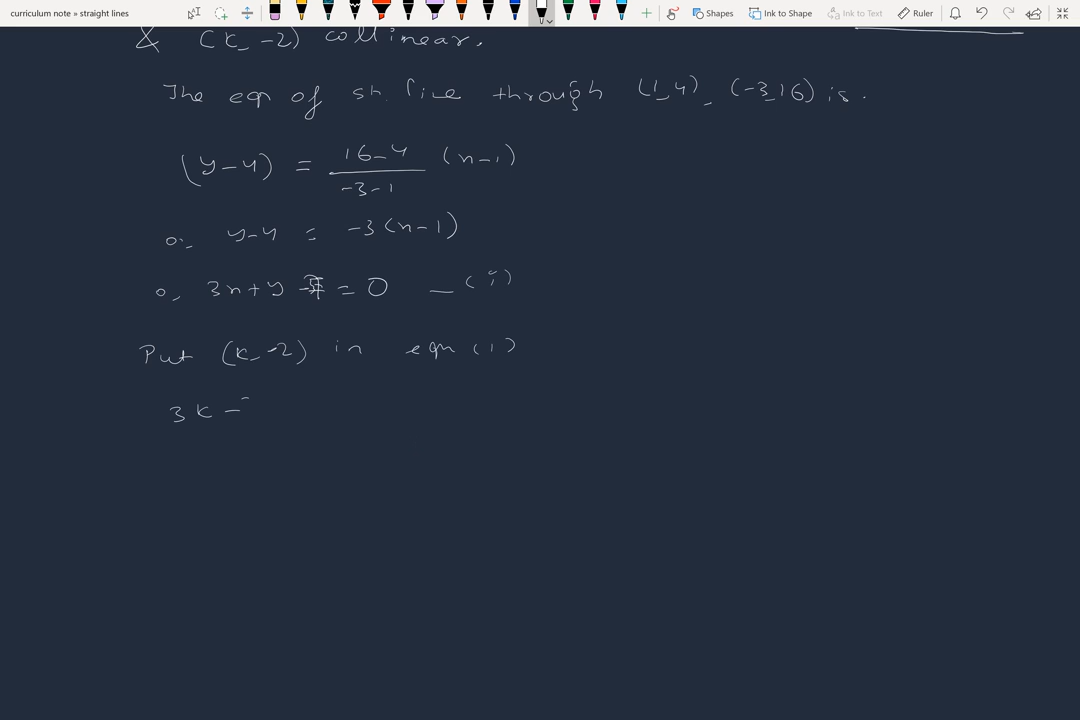 curriculum note » straight lines
Shapes Ink to Shape Ink to Text Ruler
& (k, -2) collinear.
The eqn of st. line through (1,4), (-3,16) is.
(y-4) = 16-4 / -3-1 (x-1)
or, y-4 = -3(x-1)
or, 3x+y -7 = 0 — (i)
Put (k, -2) in eqn (1)
3k -